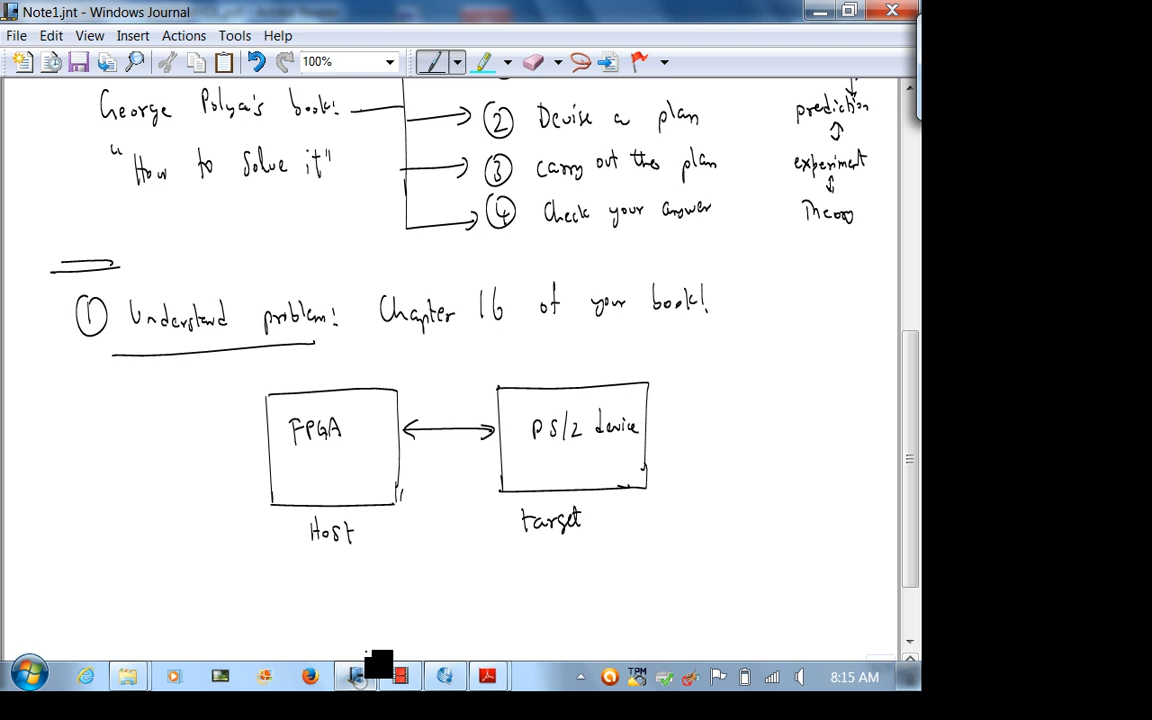 Note1.jnt - Windows Journal
File Edit View Insert Actions Tools Help
100%
George Polya's book:
"How to solve it"
2 Devise a plan
3 Carry out the plan
4 Check your answer
prediction
experiment
Theory
1 Understand problem: Chapter 16 of your book!
FPGA
PS/2 device
Host
target
8:15 AM